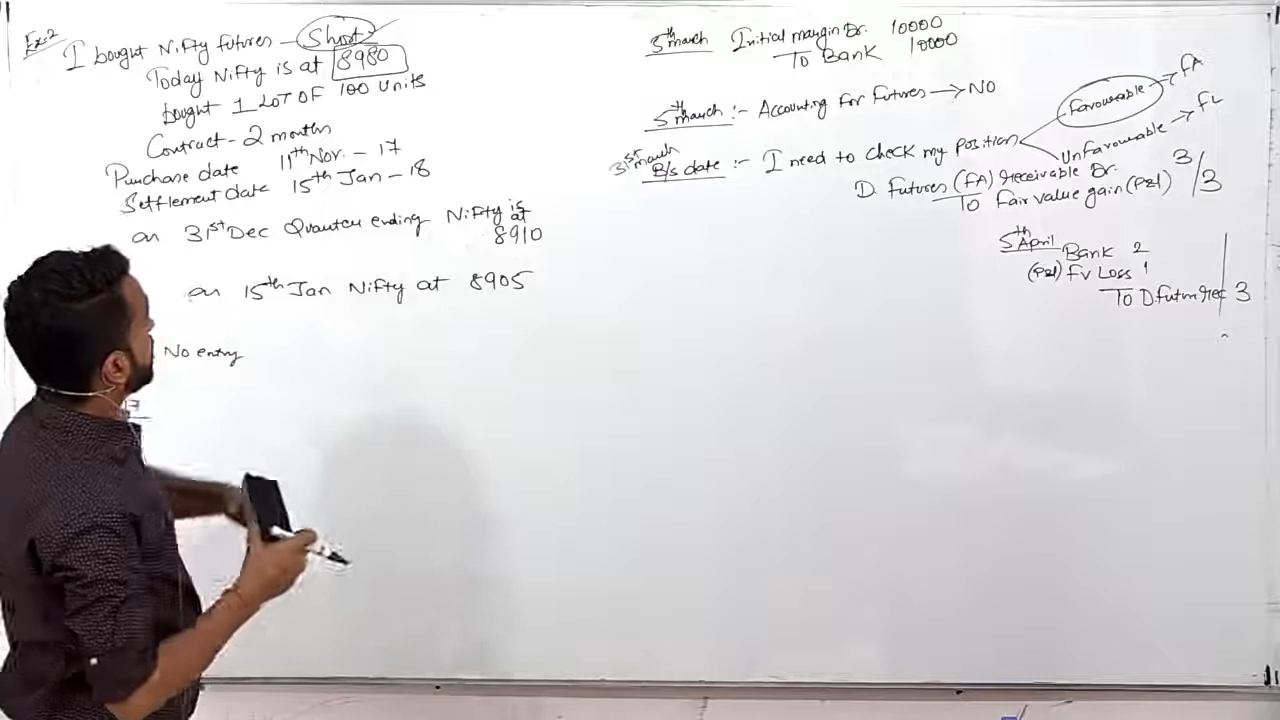 Ex-2
I bought Nifty futures - Short
Today Nifty is at 8980
bought 1 LOT OF 100 Units
Contract - 2 months
Purchase date 11th Nov. - 17
Settlement date 15th Jan - 18
on 31st Dec Quarter ending Nifty is at
8910
on 15th Jan Nifty at 8905
No entry
5th march Initial margin Dr. 10000
To Bank 10000
5th march :- Accounting for futures → NO
31st march
B/s date :- I need to check my position
Favourable → FA
Unfavourable → FL
D Futures (FA) receivable Dr. 3
To Fair value gain (P&L) 3
5th April
Bank 2
(P&L) FV Loss 1
To D.Futu rec 3